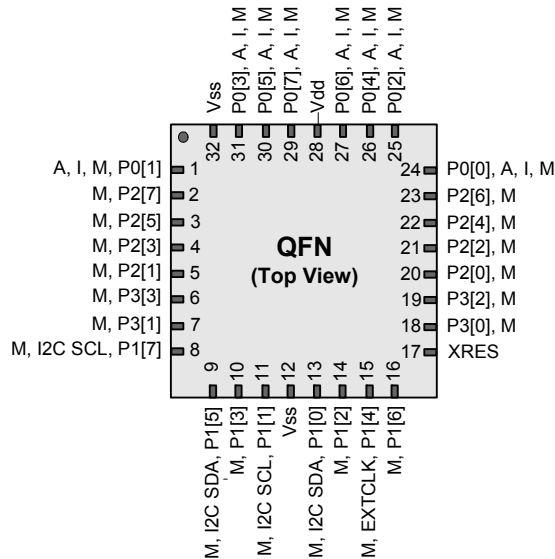 Vss
P0[3], A, I, M
P0[5], A, I, M
P0[7], A, I, M
Vdd
P0[6], A, I, M
P0[4], A, I, M
P0[2], A, I, M
32
31
30
29
28
27
26
25
A, I, M, P0[1] 1
M, P2[7] 2
M, P2[5] 3
M, P2[3] 4
M, P2[1] 5
M, P3[3] 6
M, P3[1] 7
M, I2C SCL, P1[7] 8
QFN
(Top View)
24 P0[0], A, I, M
23 P2[6], M
22 P2[4], M
21 P2[2], M
20 P2[0], M
19 P3[2], M
18 P3[0], M
17 XRES
9
10
11
12
13
14
15
16
M, I2C SDA, P1[5]
M, P1[3]
M, I2C SCL, P1[1]
Vss
M, I2C SDA, P1[0]
M, P1[2]
M, EXTCLK, P1[4]
M, P1[6]